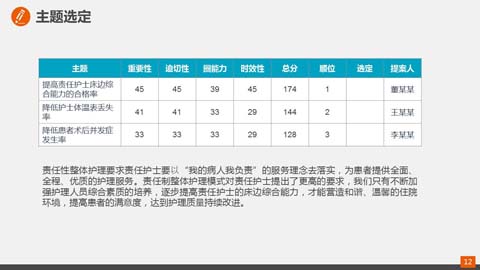 主题选定
主题 重要性 迫切性 圈能力 时效性 总分 顺位 选定 提案人
提高责任护士床边综
合能力的合格率 45 45 39 45 174 1 董某某
降低护士体温表丢失
率 41 41 33 29 144 2 王某某
降低患者术后并发症
发生率 33 33 33 29 128 3 李某某
责任性整体护理要求责任护士要以“我的病人我负责”的服务理念去落实，为患者提供全面、
全程、优质的护理服务。责任制整体护理模式对责任护士提出了更高的要求，我们只有不断加
强护理人员综合素质的培养，逐步提高责任护士的床边综合能力，才能营造和谐、温馨的住院
环境，提高患者的满意度，达到护理质量持续改进。
12